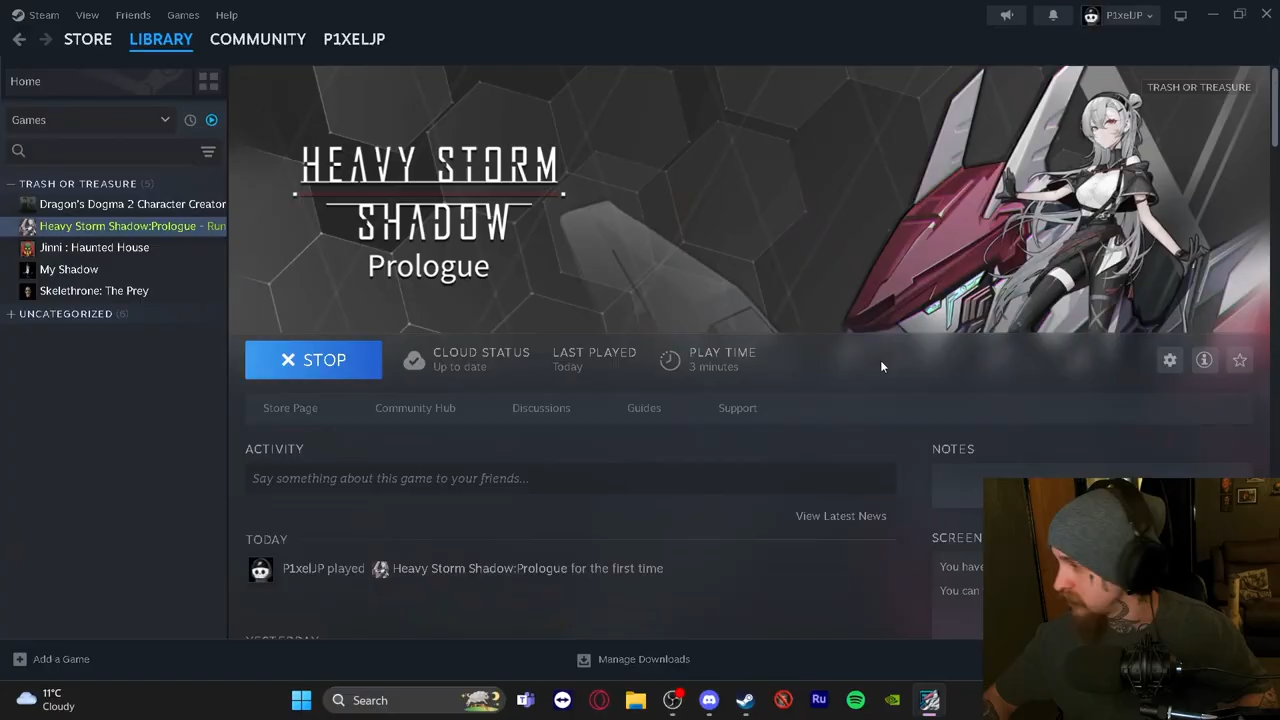 Steam View Friends Games Help
P1xelJP
STORE LIBRARY COMMUNITY P1XELJP
Home
Games
TRASH OR TREASURE (5)
Dragon's Dogma 2 Character Creator
Heavy Storm Shadow:Prologue - Run
Jinni : Haunted House
My Shadow
Skelethrone: The Prey
UNCATEGORIZED (6)
TRASH OR TREASURE
HEAVY STORM
SHADOW
Prologue
STOP
CLOUD STATUS
Up to date
LAST PLAYED
Today
PLAY TIME
3 minutes
Store Page Community Hub Discussions Guides Support
ACTIVITY
Say something about this game to your friends...
View Latest News
TODAY
P1xelJP played Heavy Storm Shadow:Prologue for the first time
YESTERDAY
NOTES
SCREEN
You have
You can
Add a Game
Manage Downloads
11°C
Cloudy
Search
Ru